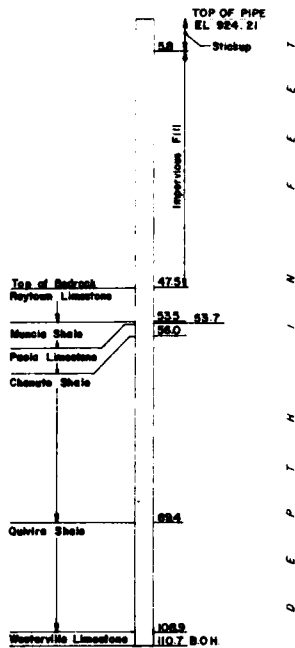 TOP OF PIPE
EL 924.21
5.8
Stickup
Impervious Fill
Top of Bedrock
47.5
Raytown Limestone
53.5
53.7
Muncie Shale
56.0
Paola Limestone
Chanute Shale
89.4
Quivira Shale
108.9
Westerville Limestone
110.7 B.O.H.
DEPTH IN FEET